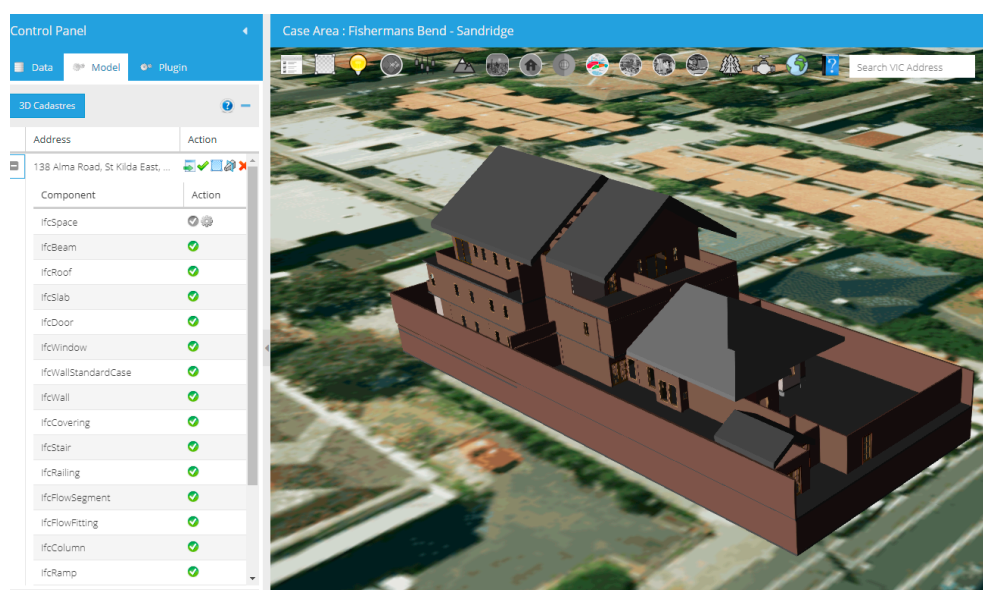 Control Panel
Case Area : Fishermans Bend - Sandridge
Data Model Plugin
Search VIC Address
3D Cadastres
Address Action
138 Alma Road, St Kilda East, ...
Component Action
IfcSpace
IfcBeam
IfcRoof
IfcSlab
IfcDoor
IfcWindow
IfcWallStandardCase
IfcWall
IfcCovering
IfcStair
IfcRailing
IfcFlowSegment
IfcFlowFitting
IfcColumn
IfcRamp